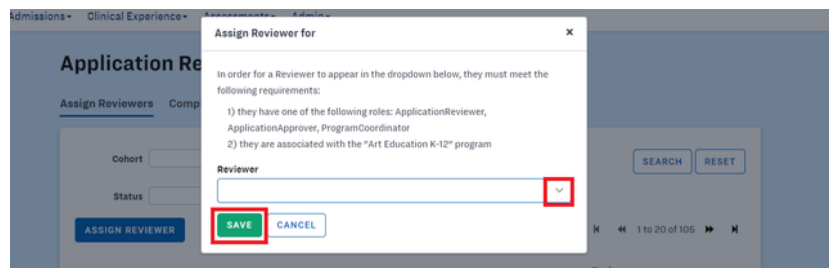 Admissions Clinical Experience Assessments Admin
Assign Reviewer for x
Application Re
In order for a Reviewer to appear in the dropdown below, they must meet the
following requirements:
1) they have one of the following roles: ApplicationReviewer,
ApplicationApprover, ProgramCoordinator
2) they are associated with the "Art Education K-12" program
Assign Reviewers Comp
Cohort
SEARCH RESET
Reviewer
Status
SAVE CANCEL
ASSIGN REVIEWER
1 to 20 of 105